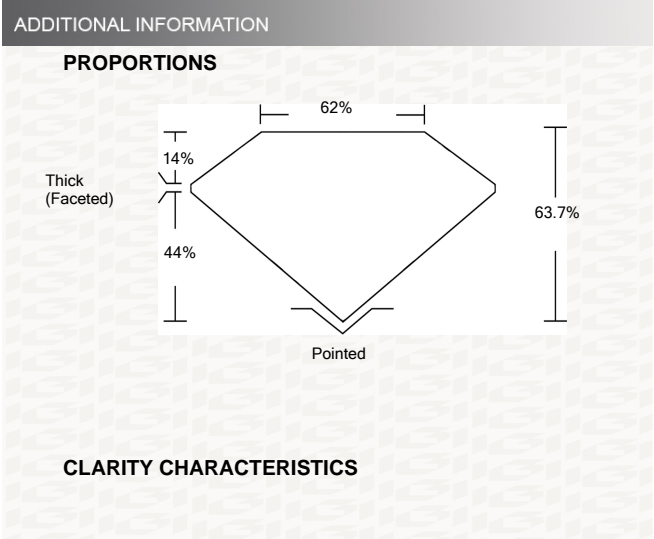 ADDITIONAL INFORMATION
PROPORTIONS
62%
14%
Thick
(Faceted)
63.7%
44%
Pointed
CLARITY CHARACTERISTICS